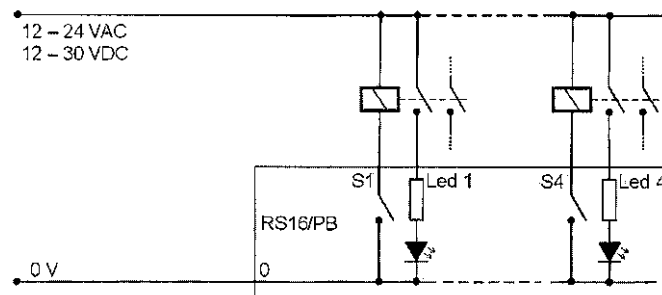 12 – 24 VAC
12 – 30 VDC
S1
Led 1
S4
Led 4
RS16/PB
0 V
0